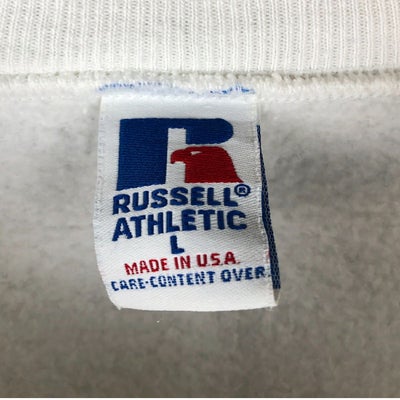 R
RUSSELL®
ATHLETIC
L
MADE IN U.S.A.
CARE-CONTENT OVER